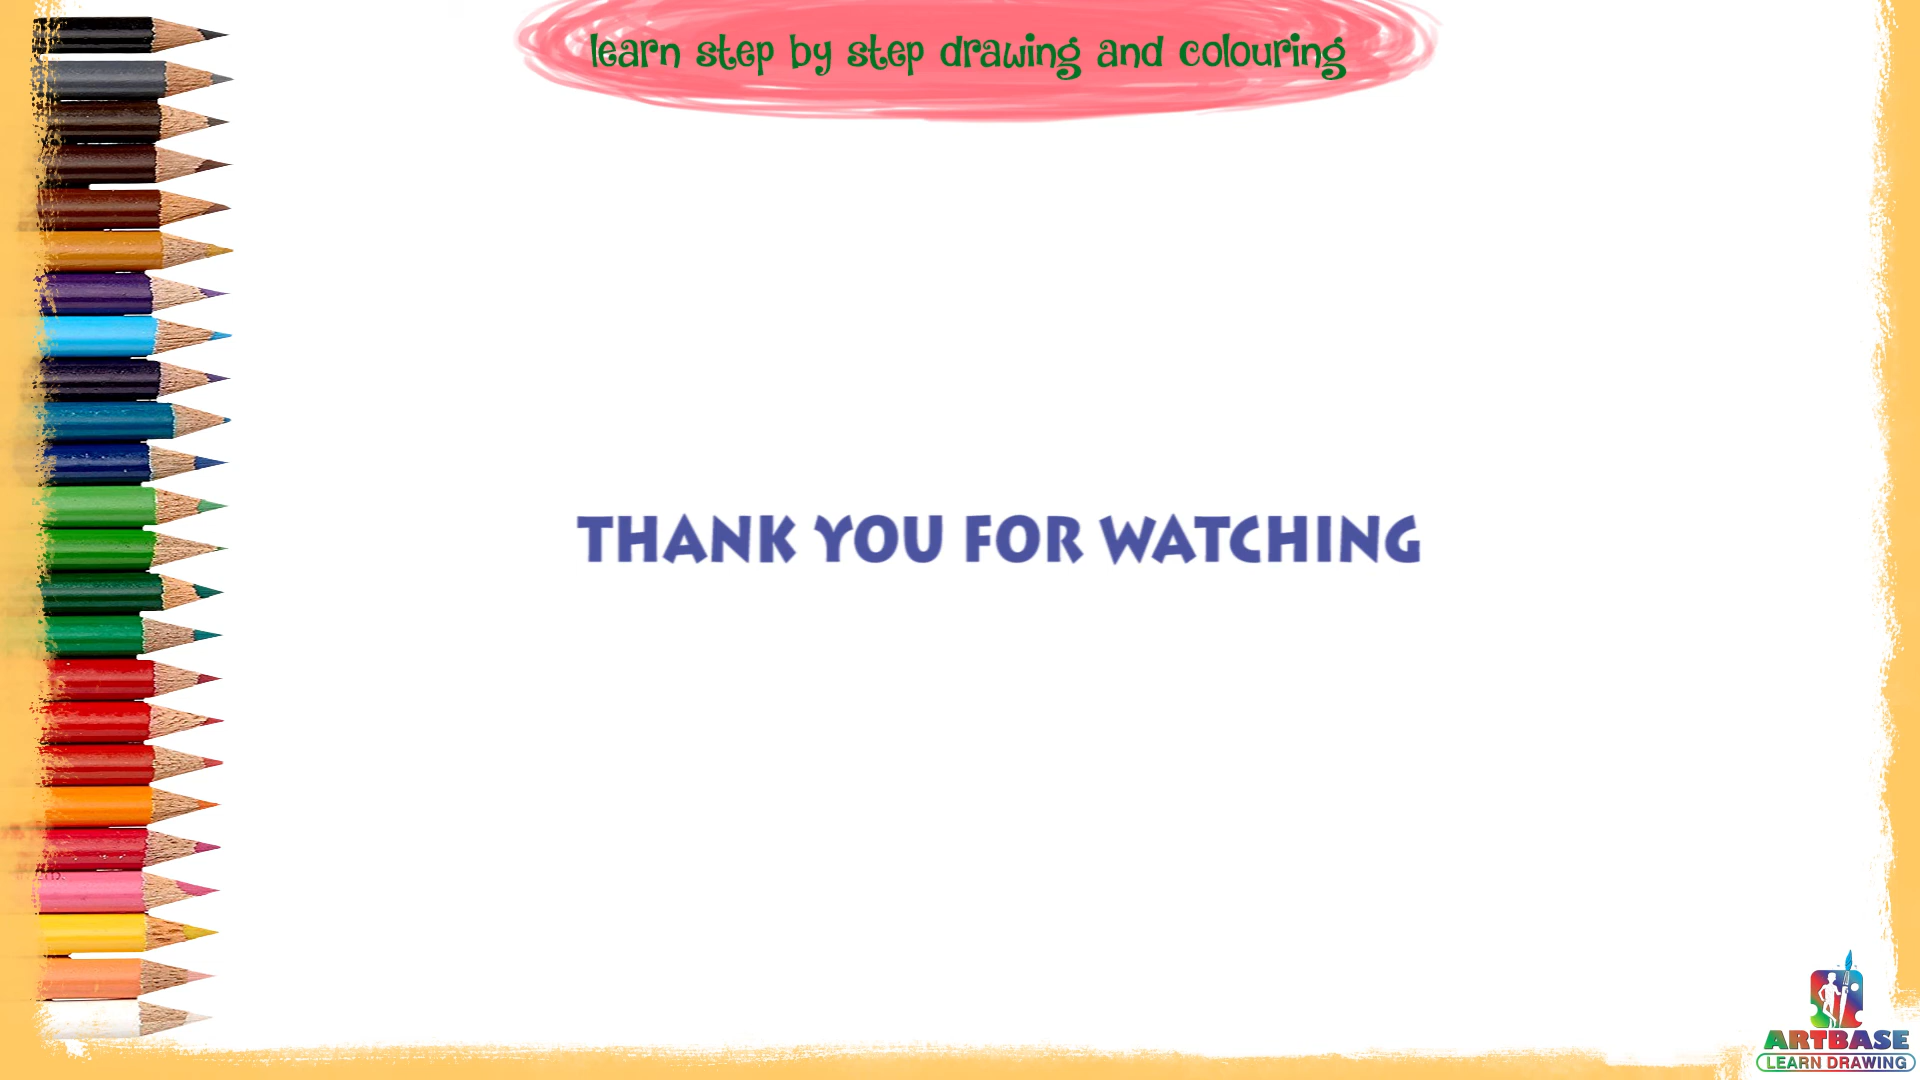 learn step by step drawing and colouring
THANK YOU FOR WATCHING
ARTBASE
LEARN DRAWING